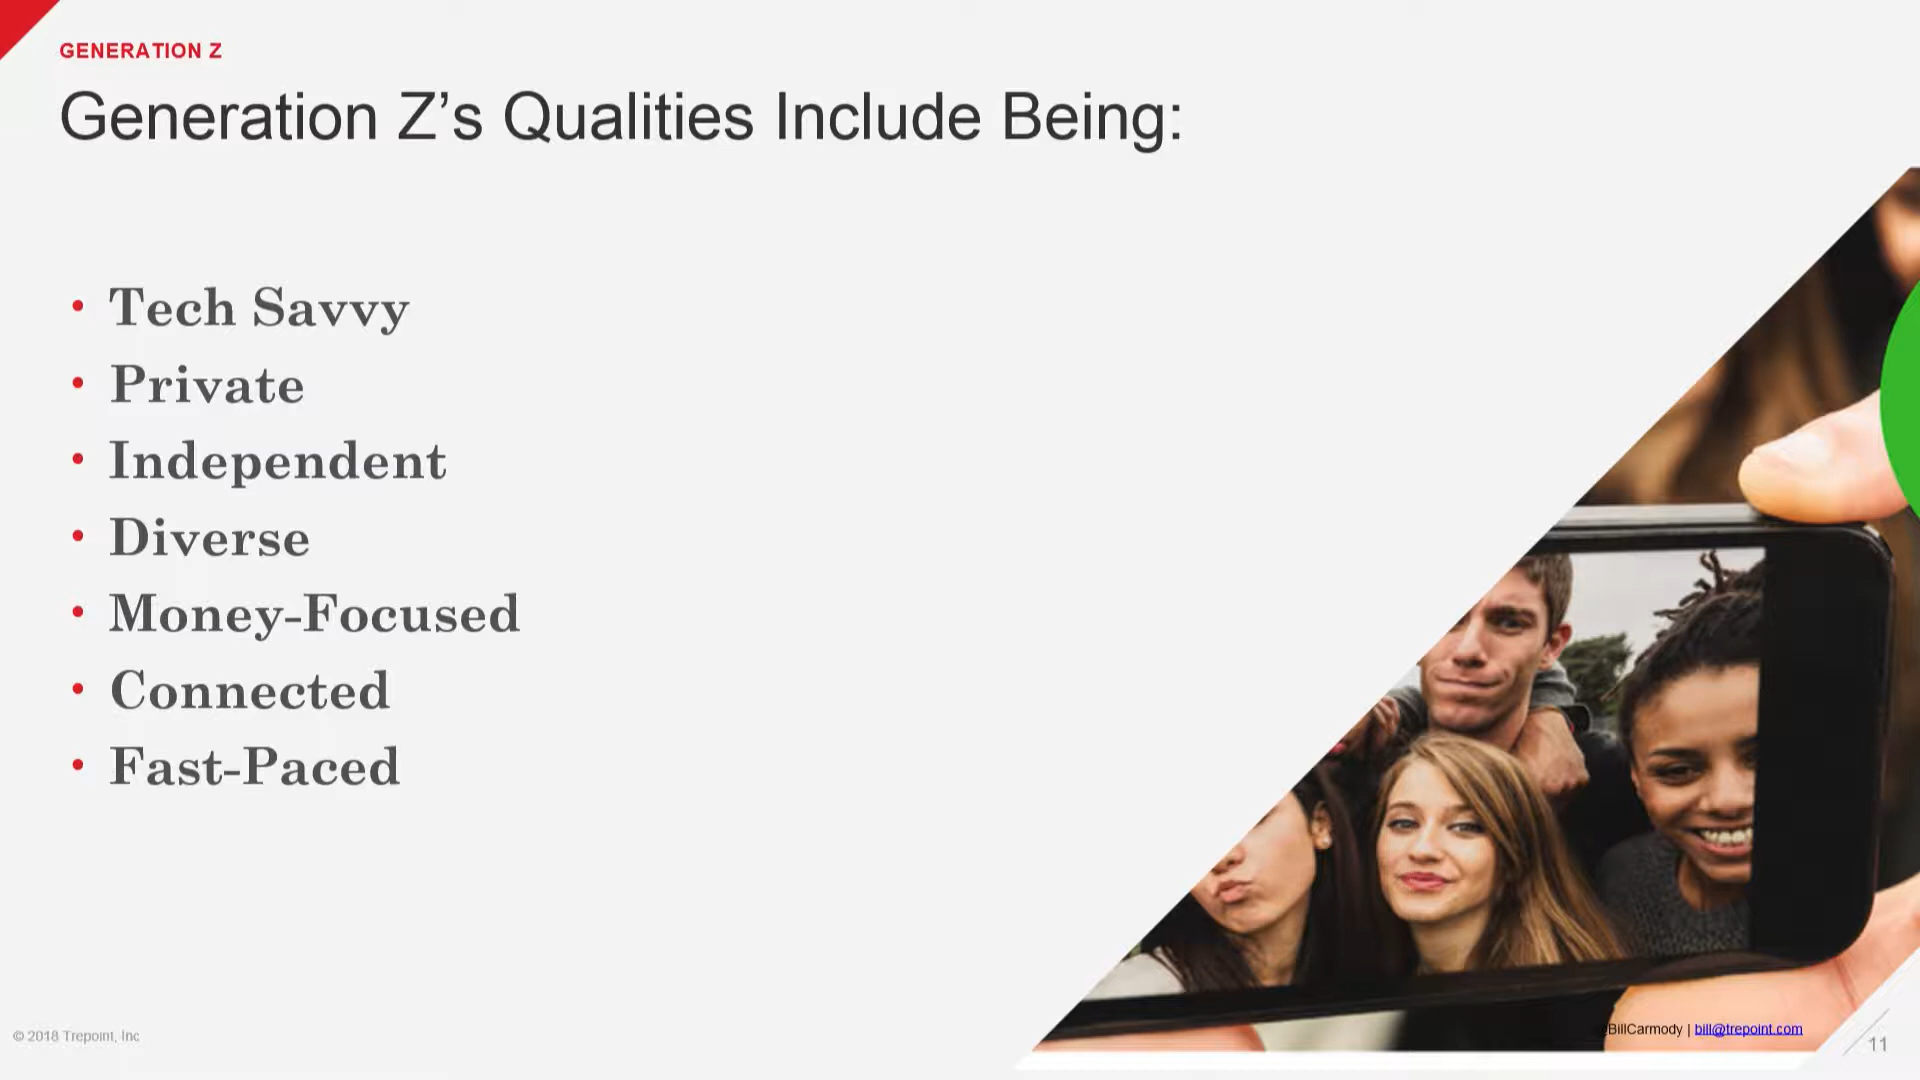 GENERATION Z
Generation Z’s Qualities Include Being:
• Tech Savvy
• Private
• Independent
• Diverse
• Money-Focused
• Connected
• Fast-Paced
© 2018 Trepoint, Inc
@BillCarmody | bill@trepoint.com
11